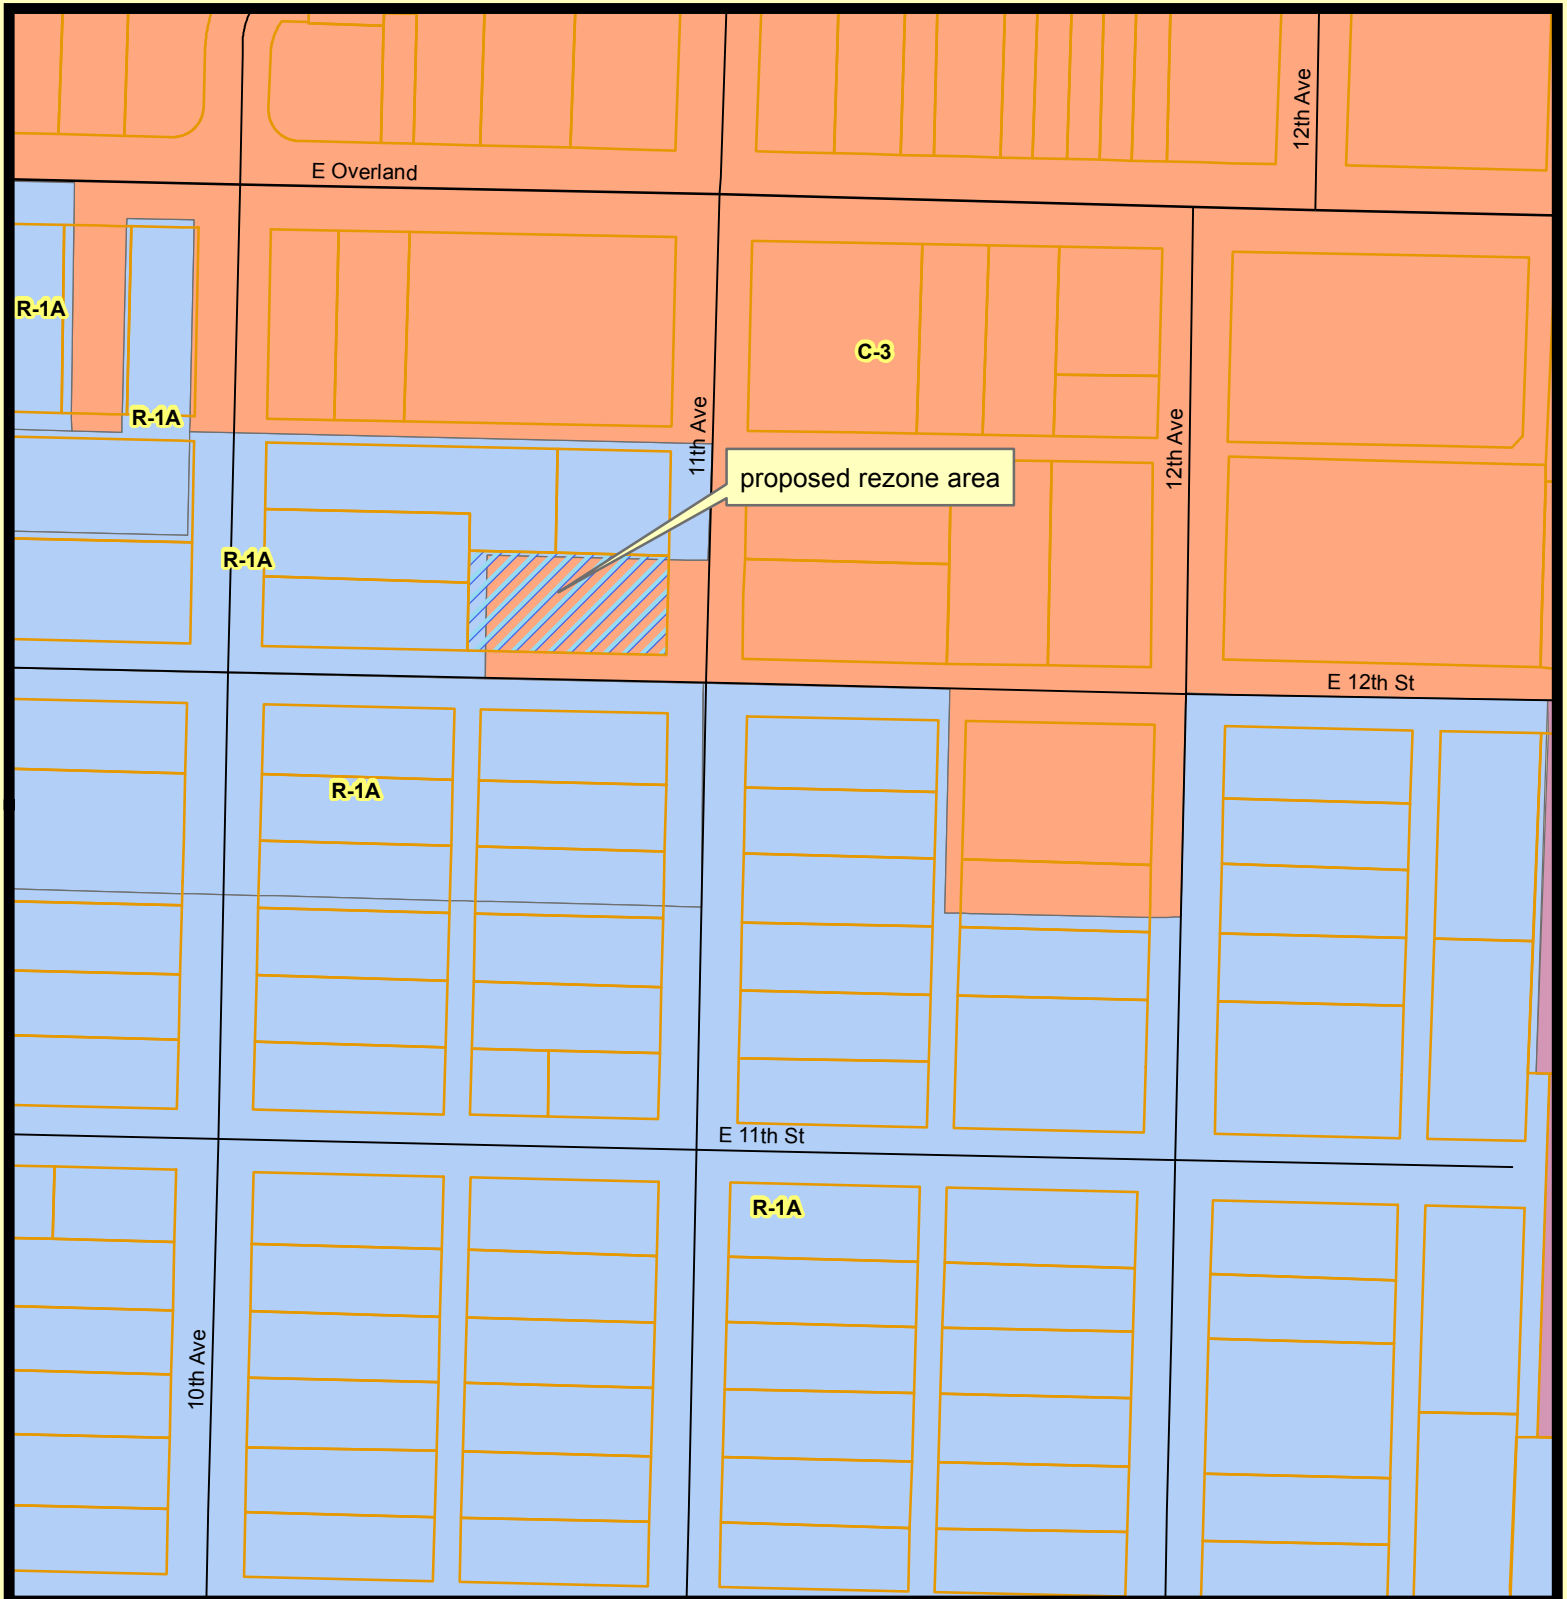 12th Ave
E Overland
R-1A
C-3
R-1A
11th Ave
12th Ave
proposed rezone area
R-1A
E 12th St
R-1A
E 11th St
R-1A
10th Ave